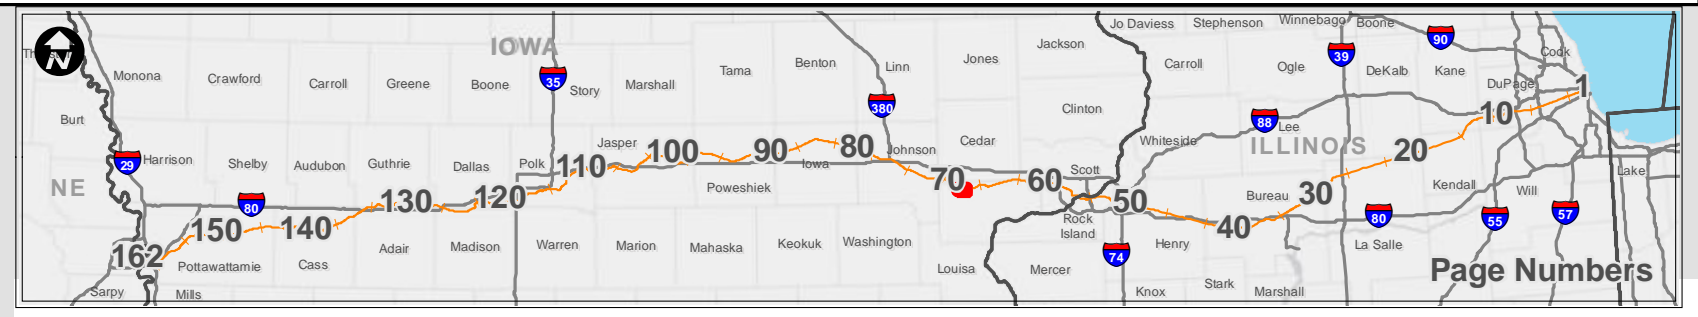 Jo Daviess Stephenson Winnebago Boone
N
IOWA
Jackson
90
39
Cook
Monona Crawford Carroll Greene Boone 35 Story Marshall Tama Benton Linn Jones Carroll Ogle DeKalb Kane
DuPage 1
380
Burt
Clinton
88 Lee
10
Harrison Shelby Audubon Guthrie Dallas Polk Jasper 100 90 80 Johnson Cedar Whiteside
ILLINOIS
29
110
Iowa
20
NE
80
130 120
Poweshiek
70 60 Scott
50
Bureau 30 Kendall Will Lake
162 150 140
Adair Madison Warren Marion Mahaska Keokuk Washington
Rock
Island
Henry 40 80 55 57
La Salle
Pottawattamie Cass
Louisa Mercer 74
Stark
Page Numbers
Sarpy Mills
Knox Marshall